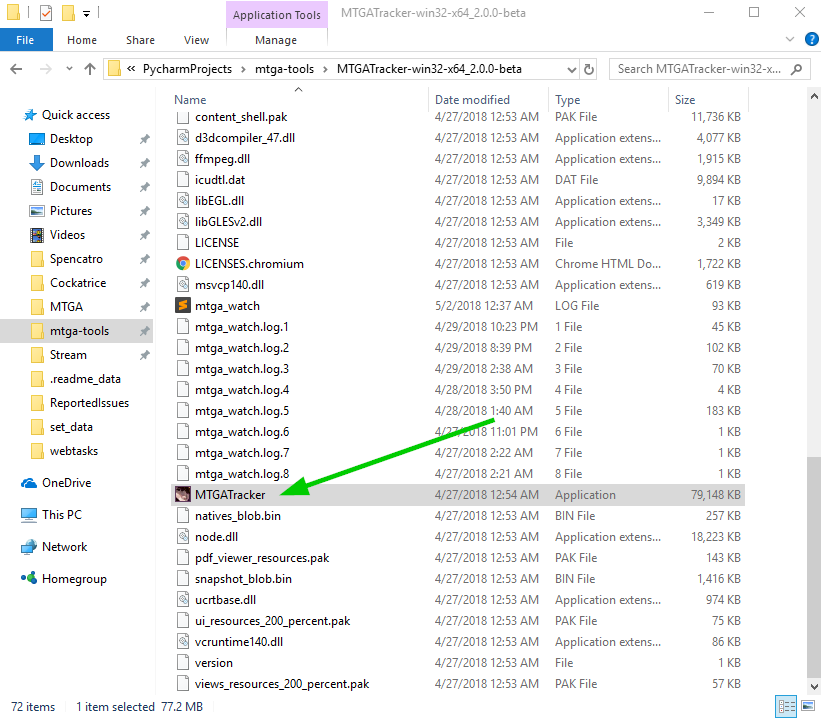 Application Tools MTGATracker-win32-x64_2.0.0-beta
File Home Share View Manage
« PycharmProjects > mtga-tools > MTGATracker-win32-x64_2.0.0-beta Search MTGATracker-win32-x...
Quick access
Desktop
Downloads
Documents
Pictures
Videos
Spencatro
Cockatrice
MTGA
mtga-tools
Stream
.readme_data
ReportedIssues
set_data
webtasks
OneDrive
This PC
Network
Homegroup
Name Date modified Type Size
content_shell.pak 4/27/2018 12:53 AM PAK File 11,736 KB
d3dcompiler_47.dll 4/27/2018 12:53 AM Application extens... 4,077 KB
ffmpeg.dll 4/27/2018 12:53 AM Application extens... 1,915 KB
icudtl.dat 4/27/2018 12:53 AM DAT File 9,894 KB
libEGL.dll 4/27/2018 12:53 AM Application extens... 17 KB
libGLESv2.dll 4/27/2018 12:53 AM Application extens... 3,349 KB
LICENSE 4/27/2018 12:53 AM File 2 KB
LICENSES.chromium 4/27/2018 12:53 AM Chrome HTML Do... 1,722 KB
msvcp140.dll 4/27/2018 12:53 AM Application extens... 619 KB
mtga_watch 5/2/2018 12:37 AM LOG File 93 KB
mtga_watch.log.1 4/29/2018 10:23 PM 1 File 45 KB
mtga_watch.log.2 4/29/2018 8:39 PM 2 File 102 KB
mtga_watch.log.3 4/29/2018 2:38 AM 3 File 70 KB
mtga_watch.log.4 4/28/2018 3:50 PM 4 File 4 KB
mtga_watch.log.5 4/28/2018 1:40 AM 5 File 183 KB
mtga_watch.log.6 4/27/2018 11:01 PM 6 File 1 KB
mtga_watch.log.7 4/27/2018 2:22 AM 7 File 1 KB
mtga_watch.log.8 4/27/2018 2:21 AM 8 File 1 KB
MTGATracker 4/27/2018 12:54 AM Application 79,148 KB
natives_blob.bin 4/27/2018 12:53 AM BIN File 257 KB
node.dll 4/27/2018 12:53 AM Application extens... 18,223 KB
pdf_viewer_resources.pak 4/27/2018 12:53 AM PAK File 143 KB
snapshot_blob.bin 4/27/2018 12:53 AM BIN File 1,416 KB
ucrtbase.dll 4/27/2018 12:53 AM Application extens... 974 KB
ui_resources_200_percent.pak 4/27/2018 12:53 AM PAK File 75 KB
vcruntime140.dll 4/27/2018 12:53 AM Application extens... 86 KB
version 4/27/2018 12:53 AM File 1 KB
views_resources_200_percent.pak 4/27/2018 12:53 AM PAK File 57 KB
72 items 1 item selected 77.2 MB